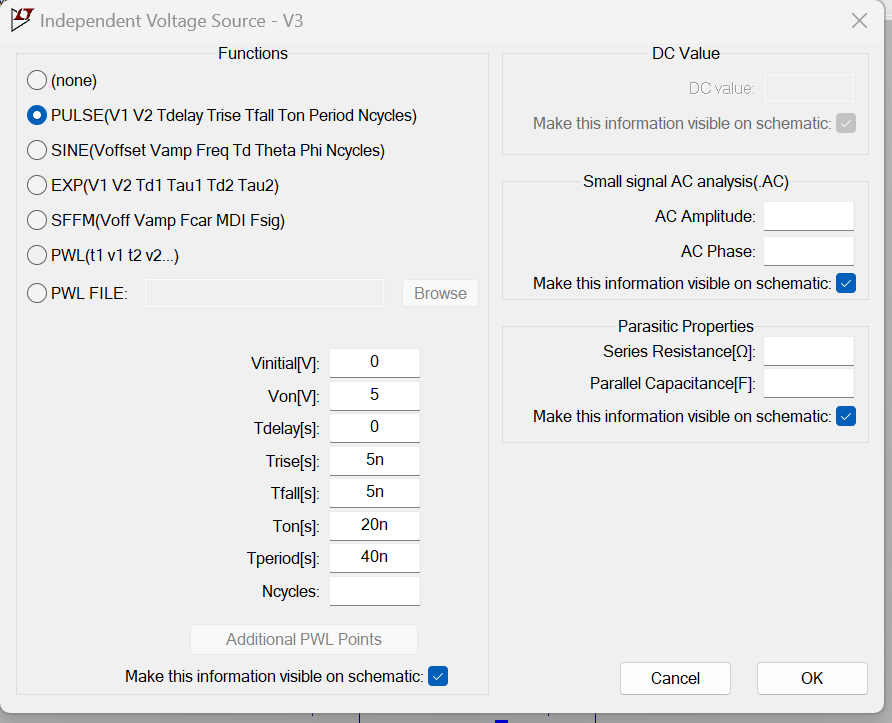 Independent Voltage Source - V3
Functions
(none)
PULSE(V1 V2 Tdelay Trise Tfall Ton Period Ncycles)
SINE(Voffset Vamp Freq Td Theta Phi Ncycles)
EXP(V1 V2 Td1 Tau1 Td2 Tau2)
SFFM(Voff Vamp Fcar MDI Fsig)
PWL(t1 v1 t2 v2...)
PWL FILE: Browse
Vinitial[V]: 0
Von[V]: 5
Tdelay[s]: 0
Trise[s]: 5n
Tfall[s]: 5n
Ton[s]: 20n
Tperiod[s]: 40n
Ncycles:
Additional PWL Points
Make this information visible on schematic:
DC Value
DC value:
Make this information visible on schematic:
Small signal AC analysis(.AC)
AC Amplitude:
AC Phase:
Make this information visible on schematic:
Parasitic Properties
Series Resistance[Ω]:
Parallel Capacitance[F]:
Make this information visible on schematic:
Cancel OK